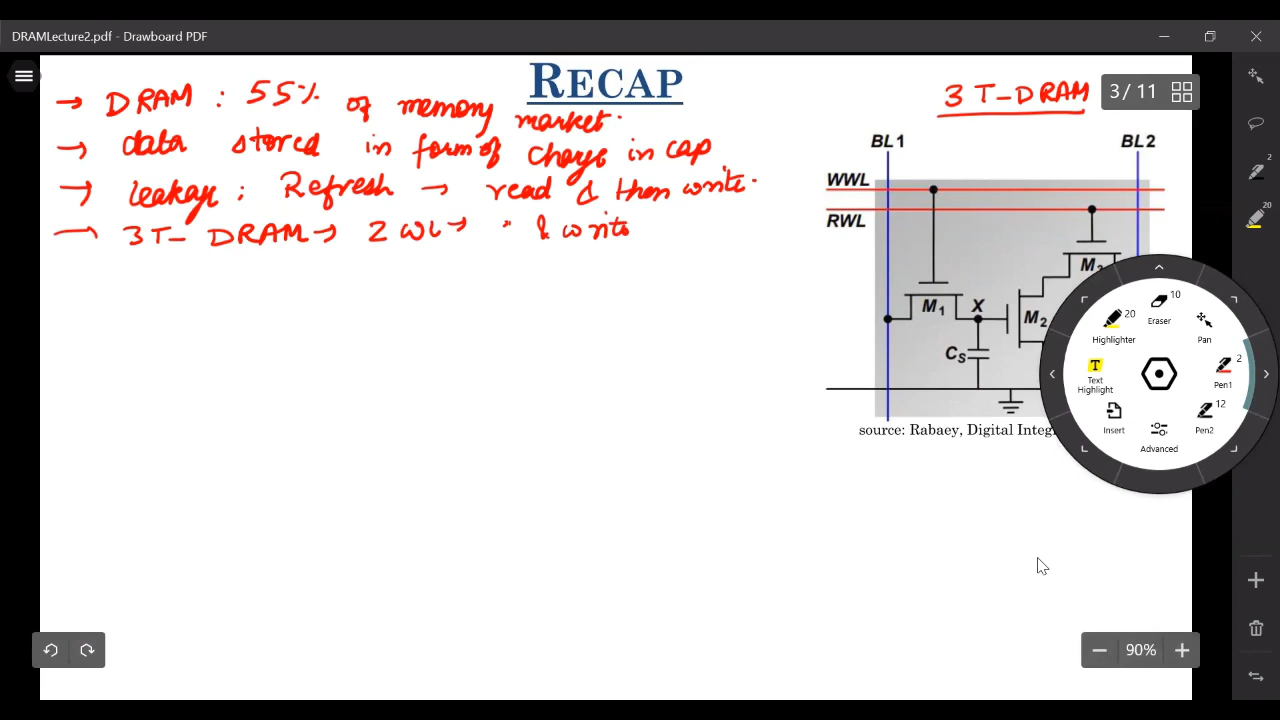 DRAMLecture2.pdf - Drawboard PDF
RECAP
→ DRAM : 55% of memory market.
→ data stored in form of charge in cap
→ leakage : Refresh → read & then write.
→ 3T- DRAM → 2 WL → " & write
3 T-DRAM
3 / 11
BL1
BL2
WWL
RWL
M1
X
M2
M3
CS
source: Rabaey, Digital Integ
Highlighter 20
Eraser 10
Pan
Text Highlight
Pen1 2
Insert
Pen2 12
Advanced
2
20
90%